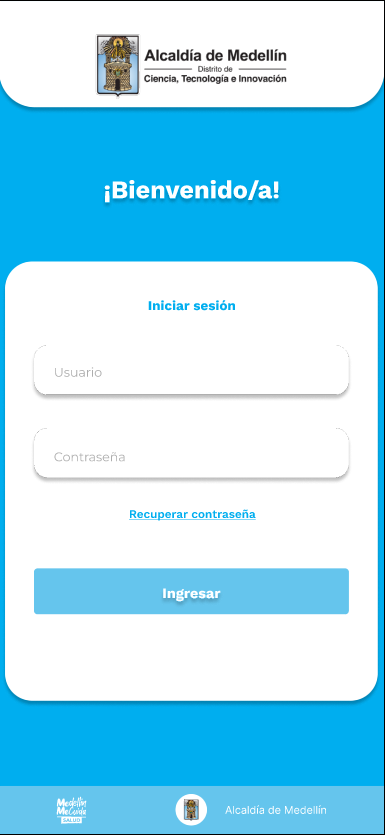 Alcaldía de Medellín
Distrito de
Ciencia, Tecnología e Innovación
¡Bienvenido/a!
Iniciar sesión
Usuario
Contraseña
Recuperar contraseña
Ingresar
Medellín
Me Cuida
SALUD
Alcaldía de Medellín